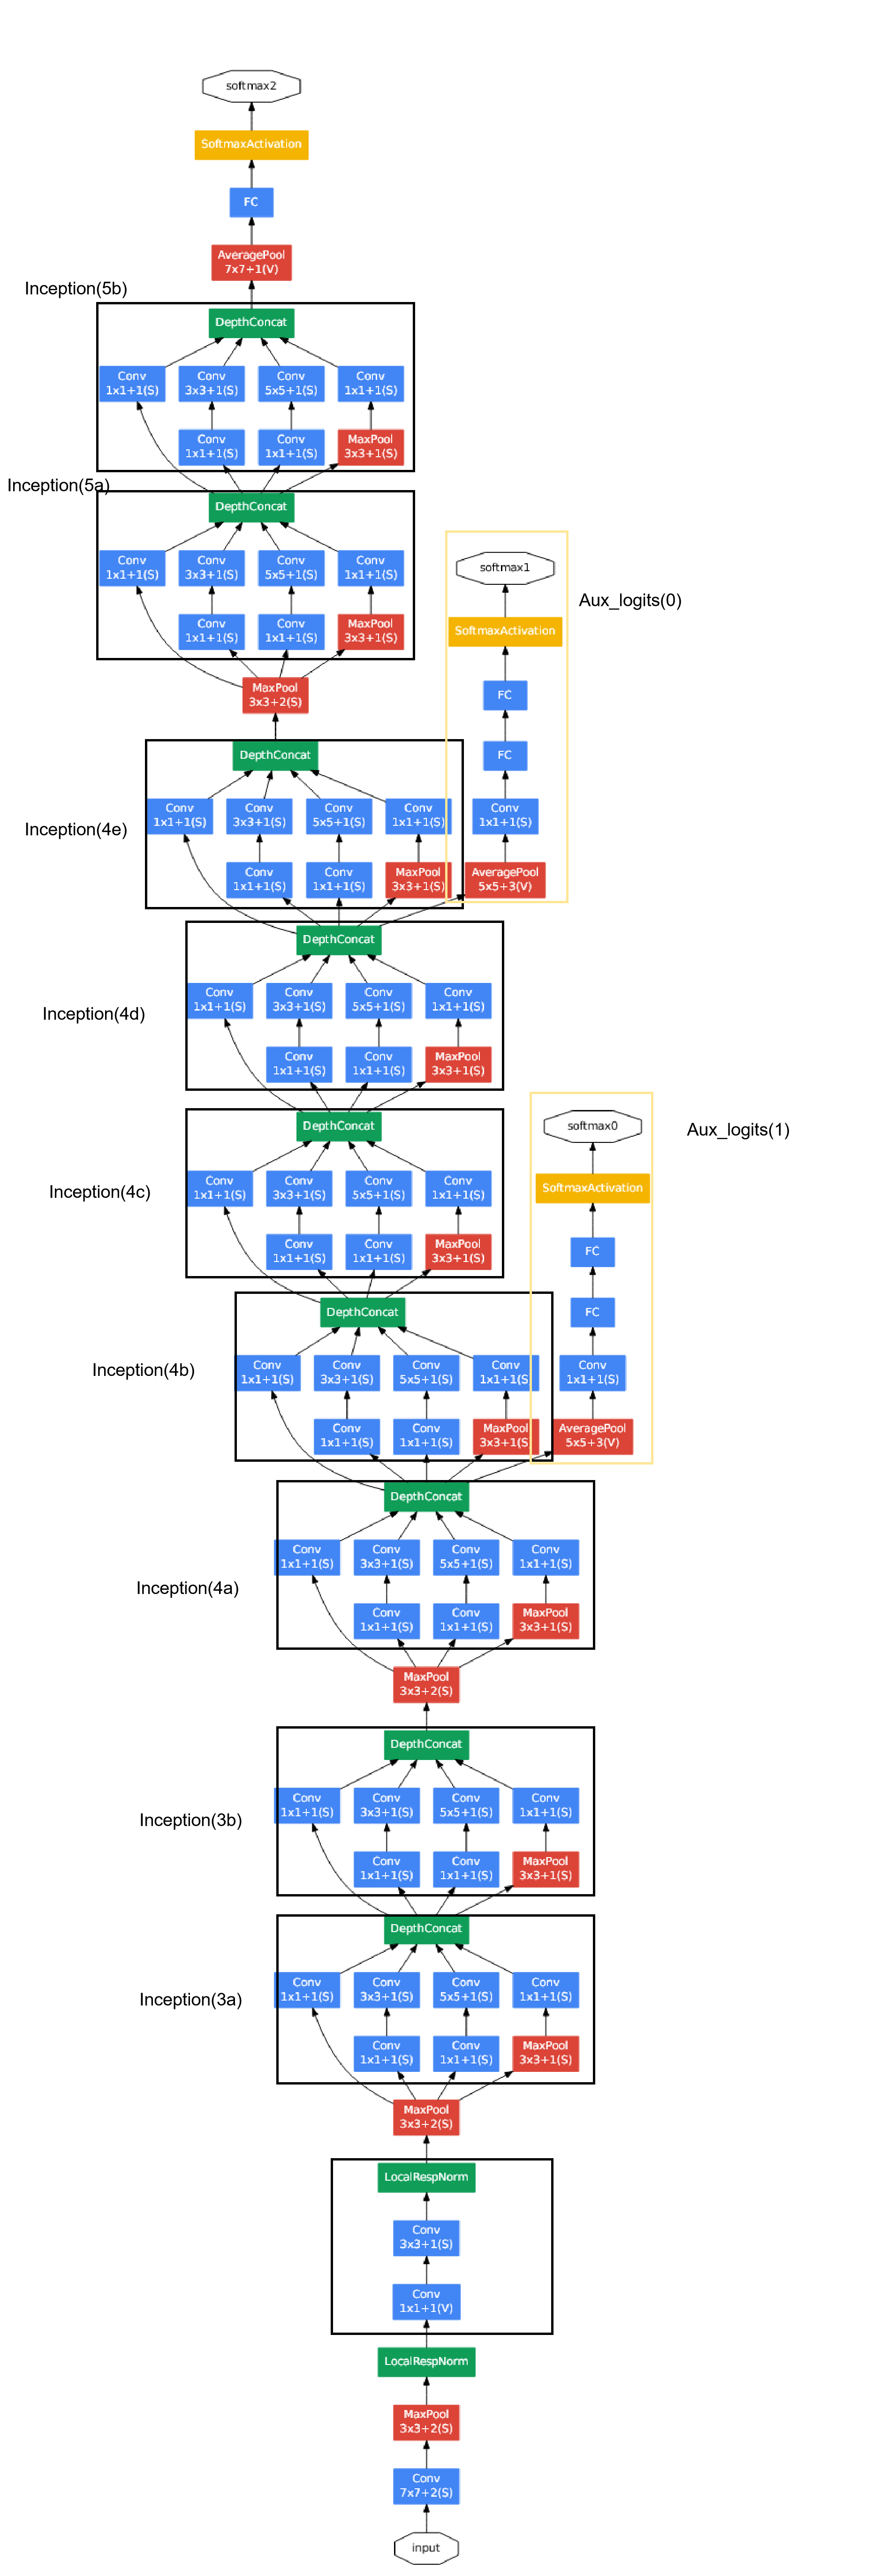 softmax2
SoftmaxActivation
FC
AveragePool
7x7+1(V)
Inception(5b)
DepthConcat
Conv
1x1+1(S)
Conv
3x3+1(S)
Conv
5x5+1(S)
Conv
1x1+1(S)
Conv
1x1+1(S)
Conv
1x1+1(S)
MaxPool
3x3+1(S)
Inception(5a)
DepthConcat
Conv
1x1+1(S)
Conv
3x3+1(S)
Conv
5x5+1(S)
Conv
1x1+1(S)
Conv
1x1+1(S)
Conv
1x1+1(S)
MaxPool
3x3+1(S)
MaxPool
3x3+2(S)
softmax1
Aux_logits(0)
SoftmaxActivation
FC
FC
Conv
1x1+1(S)
AveragePool
5x5+3(V)
Inception(4e)
DepthConcat
Conv
1x1+1(S)
Conv
3x3+1(S)
Conv
5x5+1(S)
Conv
1x1+1(S)
Conv
1x1+1(S)
Conv
1x1+1(S)
MaxPool
3x3+1(S)
Inception(4d)
DepthConcat
Conv
1x1+1(S)
Conv
3x3+1(S)
Conv
5x5+1(S)
Conv
1x1+1(S)
Conv
1x1+1(S)
Conv
1x1+1(S)
MaxPool
3x3+1(S)
softmax0
Aux_logits(1)
SoftmaxActivation
FC
FC
Conv
1x1+1(S)
AveragePool
5x5+3(V)
Inception(4c)
DepthConcat
Conv
1x1+1(S)
Conv
3x3+1(S)
Conv
5x5+1(S)
Conv
1x1+1(S)
Conv
1x1+1(S)
Conv
1x1+1(S)
MaxPool
3x3+1(S)
Inception(4b)
DepthConcat
Conv
1x1+1(S)
Conv
3x3+1(S)
Conv
5x5+1(S)
Conv
1x1+1(S)
Conv
1x1+1(S)
Conv
1x1+1(S)
MaxPool
3x3+1(S)
Inception(4a)
DepthConcat
Conv
1x1+1(S)
Conv
3x3+1(S)
Conv
5x5+1(S)
Conv
1x1+1(S)
Conv
1x1+1(S)
Conv
1x1+1(S)
MaxPool
3x3+1(S)
MaxPool
3x3+2(S)
Inception(3b)
DepthConcat
Conv
1x1+1(S)
Conv
3x3+1(S)
Conv
5x5+1(S)
Conv
1x1+1(S)
Conv
1x1+1(S)
Conv
1x1+1(S)
MaxPool
3x3+1(S)
Inception(3a)
DepthConcat
Conv
1x1+1(S)
Conv
3x3+1(S)
Conv
5x5+1(S)
Conv
1x1+1(S)
Conv
1x1+1(S)
Conv
1x1+1(S)
MaxPool
3x3+1(S)
MaxPool
3x3+2(S)
LocalRespNorm
Conv
3x3+1(S)
Conv
1x1+1(V)
LocalRespNorm
MaxPool
3x3+2(S)
Conv
7x7+2(S)
input